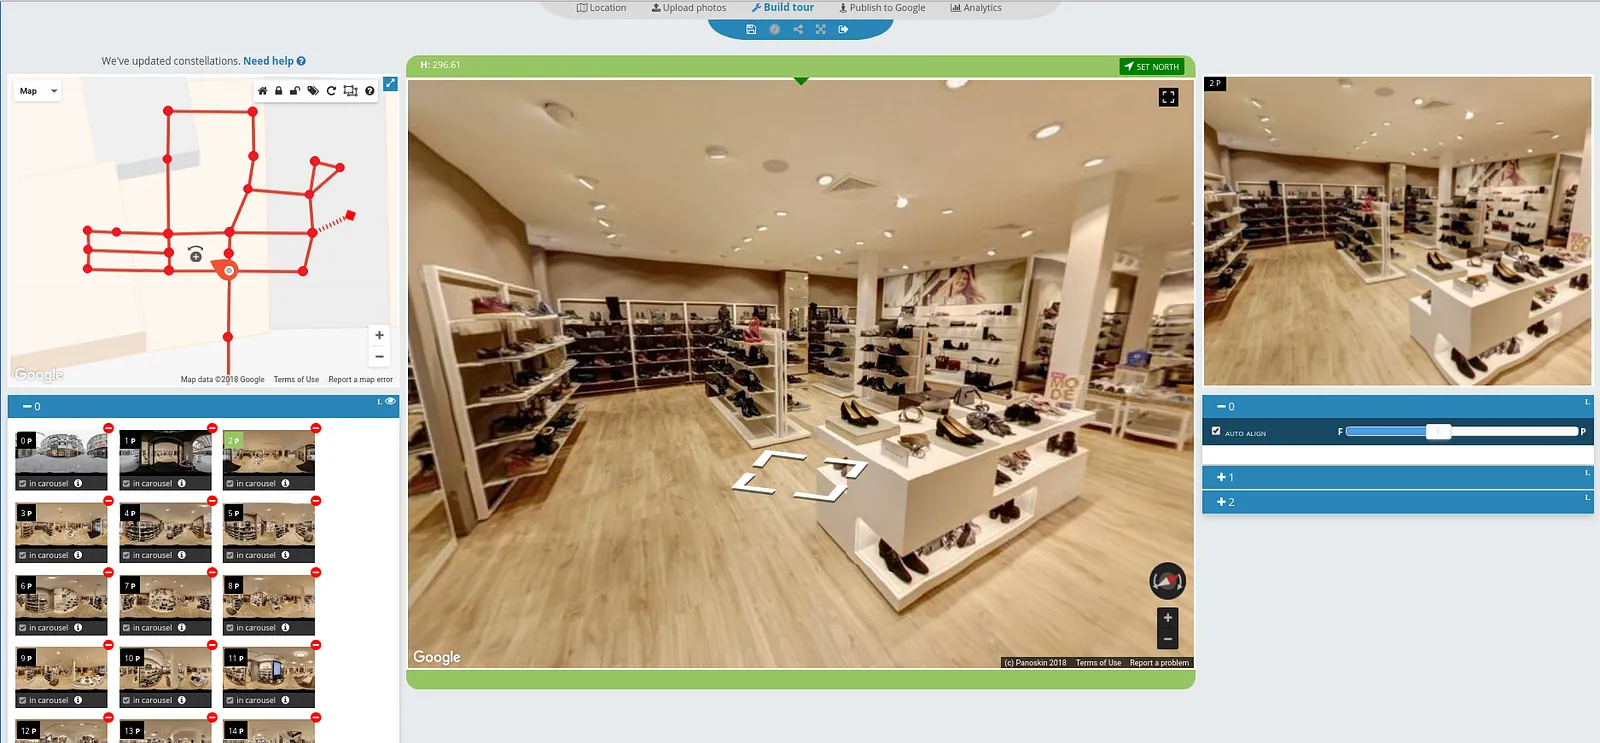 Location Upload photos Build tour Publish to Google Analytics
We've updated constellations. Need help
Map
Google
Map data ©2018 Google Terms of Use Report a map error
− 0 L
0 P 1 P 2 P
in carousel in carousel in carousel
3 P 4 P 5 P
in carousel in carousel in carousel
6 P 7 P 8 P
in carousel in carousel in carousel
9 P 10 P 11 P
in carousel in carousel in carousel
12 P 13 P 14 P
H: 296.61 SET NORTH
MO
DE
Google
(c) Panoskin 2018 Terms of Use Report a problem
2 P
− 0 L
AUTO ALIGN F P
+ 1 L
+ 2 L